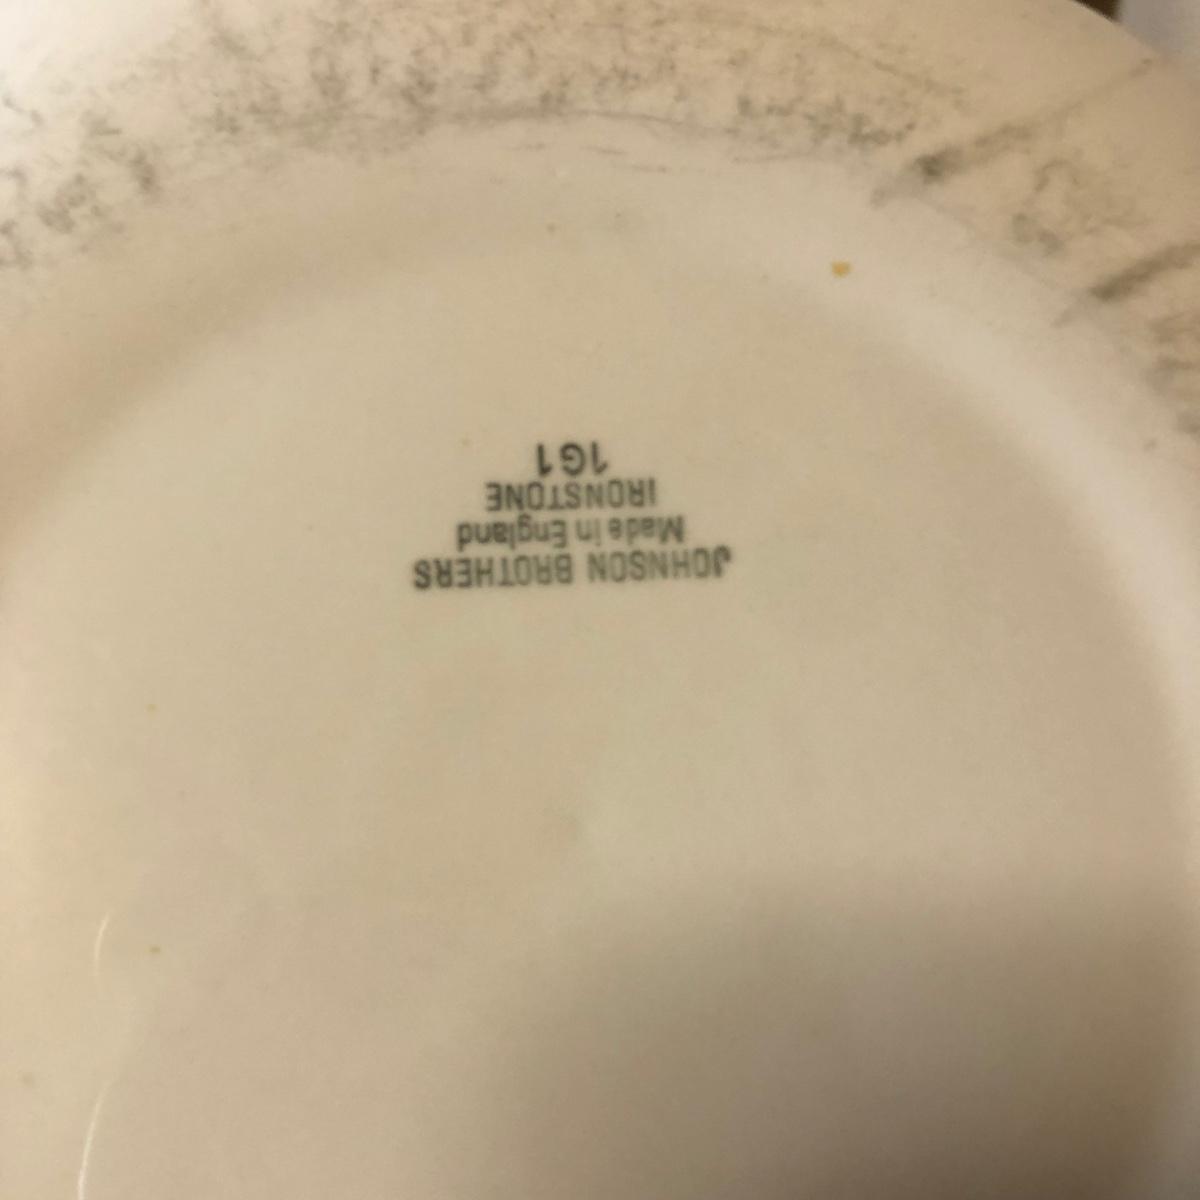 JOHNSON BROTHERS
Made in England
IRONSTONE
1G1